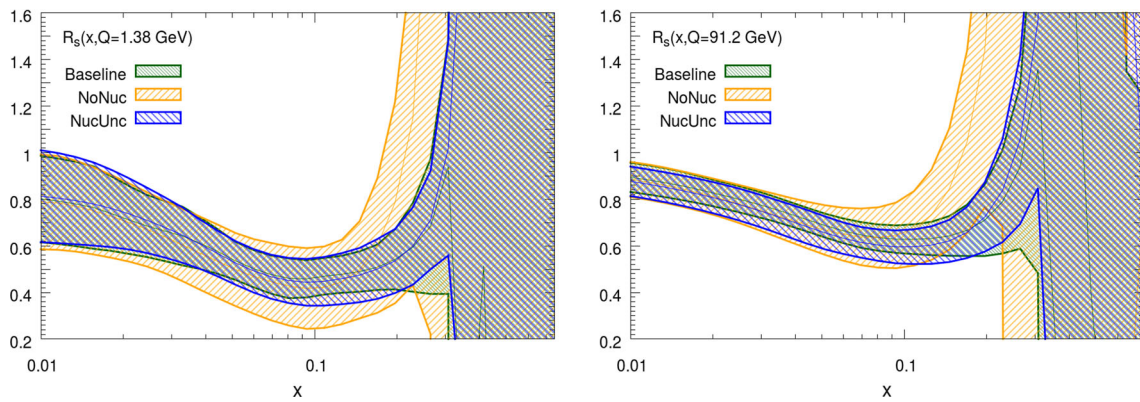 1.6
R_s(x,Q=1.38 GeV)
1.4
Baseline
NoNuc
1.2
NucUnc
1
0.8
0.6
0.4
0.2
0.01 0.1
x
1.6
R_s(x,Q=91.2 GeV)
1.4
Baseline
NoNuc
1.2
NucUnc
1
0.8
0.6
0.4
0.2
0.01 0.1
x